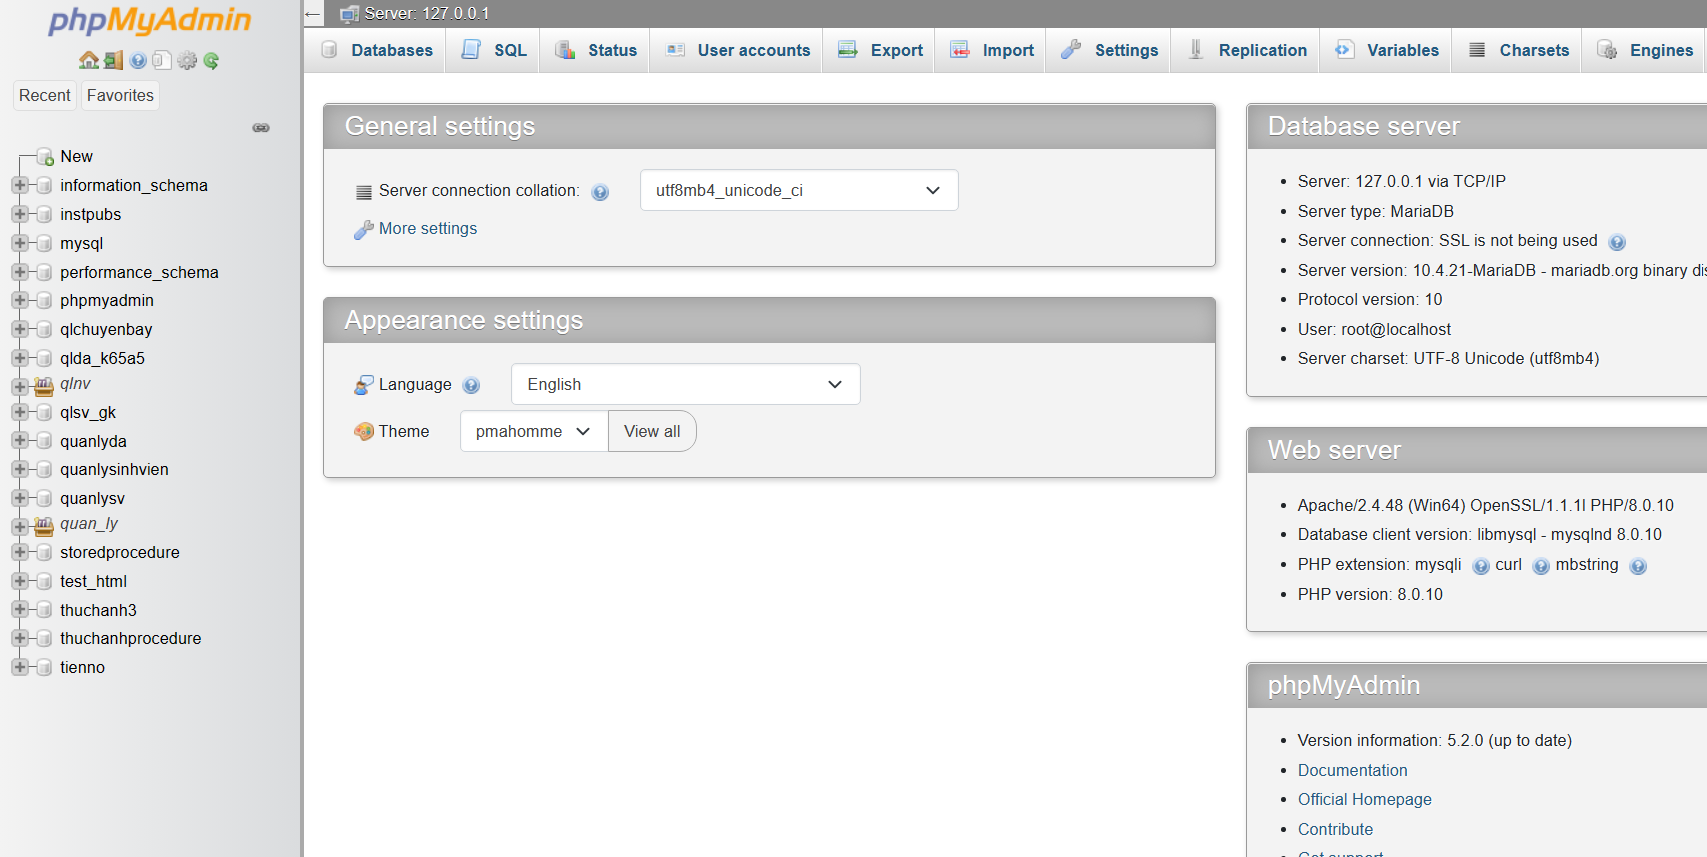 phpMyAdmin
Recent
Favorites
New
information_schema
instpubs
mysql
performance_schema
phpmyadmin
qlchuyenbay
qlda_k65a5
qlnv
qlsv_gk
quanlyda
quanlysinhvien
quanlysv
quan_ly
storedprocedure
test_html
thuchanh3
thuchanhprocedure
tienno
Server: 127.0.0.1
Databases
SQL
Status
User accounts
Export
Import
Settings
Replication
Variables
Charsets
Engines
General settings
Server connection collation:
utf8mb4_unicode_ci
More settings
Appearance settings
Language
English
Theme
pmahomme
View all
Database server
Server: 127.0.0.1 via TCP/IP
Server type: MariaDB
Server connection: SSL is not being used
Server version: 10.4.21-MariaDB - mariadb.org binary dis
Protocol version: 10
User: root@localhost
Server charset: UTF-8 Unicode (utf8mb4)
Web server
Apache/2.4.48 (Win64) OpenSSL/1.1.1l PHP/8.0.10
Database client version: libmysql - mysqlnd 8.0.10
PHP extension: mysqli curl mbstring
PHP version: 8.0.10
phpMyAdmin
Version information: 5.2.0 (up to date)
Documentation
Official Homepage
Contribute
Get support